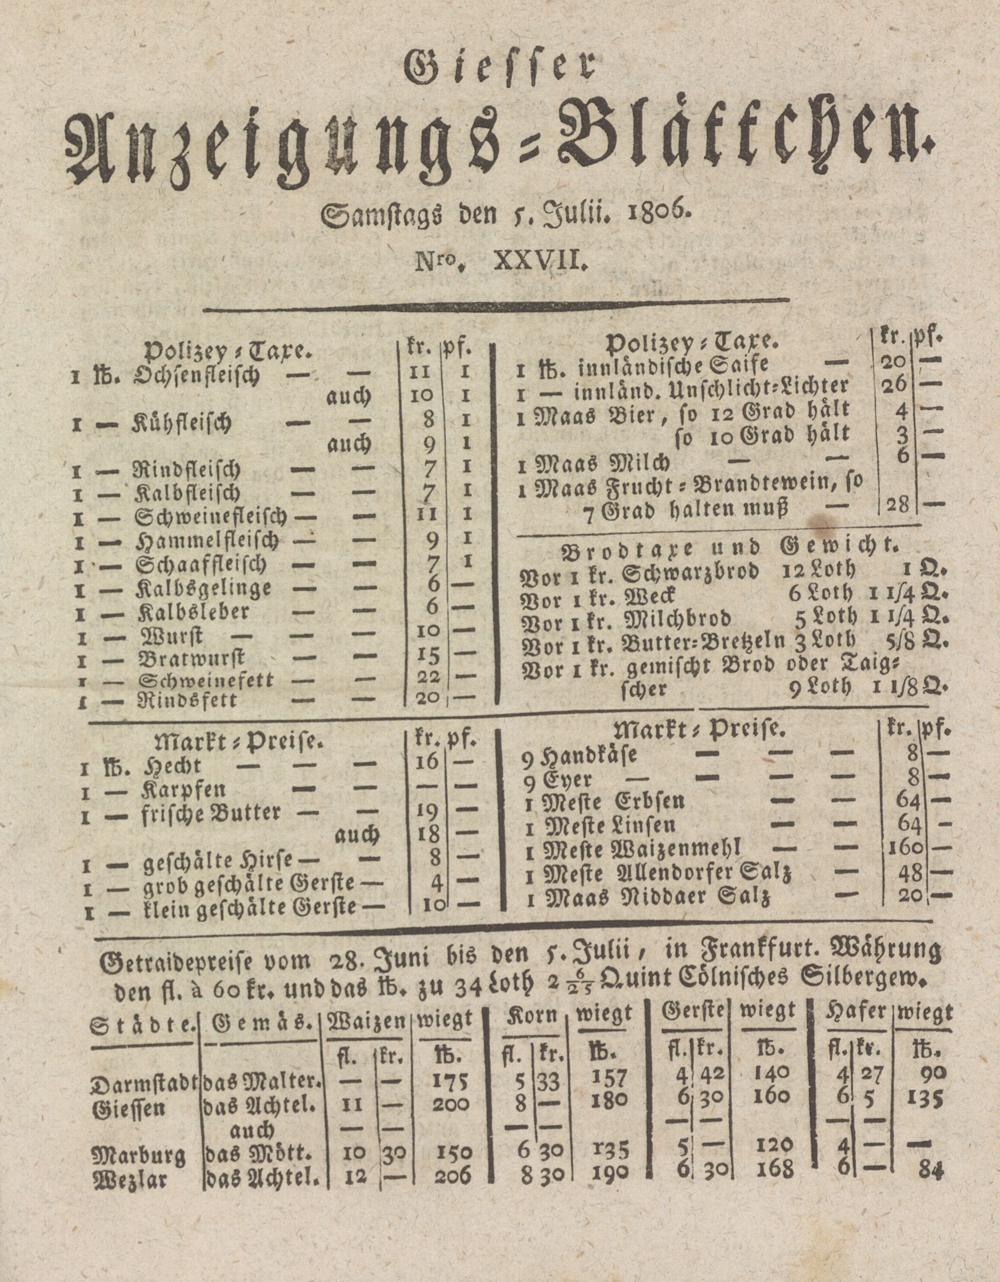 Giesser
Anzeigungs-Blättchen.
Samstags den 5. Julii. 1806.
Nro. XXVII.
Polizey-Taxe. kr. pf.
1 ℔. Ochsenfleisch — — 11 1
auch 10 1
1 — Kühfleisch — — 8 1
auch 9 1
1 — Rindfleisch — — 7 1
1 — Kalbfleisch — — 7 1
1 — Schweinefleisch — — 11 1
1 — Hammelfleisch — — 9 1
1 — Schaaffleisch — — 7 1
1 — Kalbsgelinge — — 6 —
1 — Kalbsleber — — 6 —
1 — Wurst — — — 10 —
1 — Bratwurst — — 15 —
1 — Schweinefett — — 22 —
1 — Rindsfett — — 20 —
Polizey-Taxe. kr. pf.
1 ℔. innländische Saife — 20 —
1 — innländ. Unschlicht-Lichter 26 —
1 Maas Bier, so 12 Grad hält 4 —
so 10 Grad hält 3 —
1 Maas Milch — — 6 —
1 Maas Frucht-Brandtewein, so
7 Grad halten muß — 28 —
Brodtaxe und Gewicht.
Vor 1 kr. Schwarzbrod 12 Loth 1 Q.
Vor 1 kr. Weck 6 Loth 1 1/4 Q.
Vor 1 kr. Milchbrod 5 Loth 1 1/4 Q.
Vor 1 kr. Butter-Bretzeln 3 Loth 5/8 Q.
Vor 1 kr. gemischt Brod oder Taig-
scher 9 Loth 1 1/8 Q.
Markt-Preise. kr. pf.
1 ℔. Hecht — — — 16 —
1 — Karpfen — — — —
1 — frische Butter — — 19 —
auch 18 —
1 — geschälte Hirse — — 8 —
1 — grob geschälte Gerste — 4 —
1 — klein geschälte Gerste — 10 —
Markt-Preise. kr. pf.
9 Handkäse — — — 8 —
9 Eyer — — — — 8 —
1 Meste Erbsen — — 64 —
1 Meste Linsen — — 64 —
1 Meste Waizenmehl — — 160 —
1 Meste Allendorfer Salz — 48 —
1 Maas Niddaer Salz — 20 —
Getraidepreise vom 28. Juni bis den 5. Julii, in Frankfurt. Währung
den fl. à 60 kr. und das ℔. zu 34 Loth 2 6/25 Quint Cölnisches Silbergew.
Städte. Gemäs. Waizen wiegt Korn wiegt Gerste wiegt Hafer wiegt
fl. kr. ℔. fl. kr. ℔. fl. kr. ℔. fl. kr. ℔.
Darmstadt das Malter. — — 175 5 33 157 4 42 140 4 27 90
Giessen das Achtel. 11 — 200 8 — 180 6 30 160 6 5 135
auch — — — — — — — —
Marburg das Mött. 10 30 150 6 30 135 5 — 120 4 — —
Wezlar das Achtel. 12 — 206 8 30 190 6 30 168 6 — 84